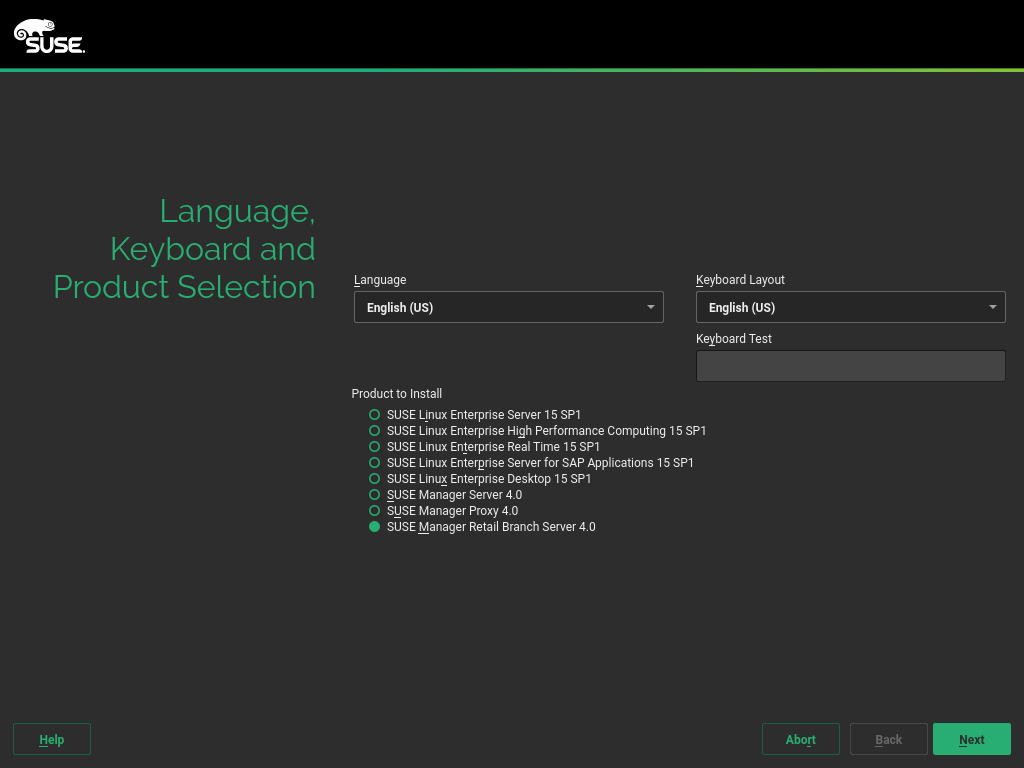 SUSE
Language,
Keyboard and
Product Selection
Language
English (US)
Keyboard Layout
English (US)
Keyboard Test
Product to Install
SUSE Linux Enterprise Server 15 SP1
SUSE Linux Enterprise High Performance Computing 15 SP1
SUSE Linux Enterprise Real Time 15 SP1
SUSE Linux Enterprise Server for SAP Applications 15 SP1
SUSE Linux Enterprise Desktop 15 SP1
SUSE Manager Server 4.0
SUSE Manager Proxy 4.0
SUSE Manager Retail Branch Server 4.0
Help
Abort
Back
Next